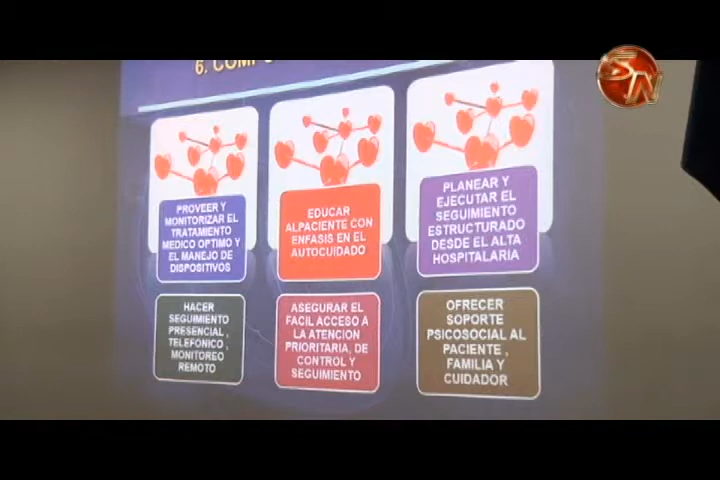 6. COMP
SN
PROVEER Y
MONITORIZAR EL
TRATAMIENTO
MEDICO OPTIMO Y
EL MANEJO DE
DISPOSITIVOS
EDUCAR
ALPACIENTE CON
ENFASIS EN EL
AUTOCUIDADO
PLANEAR Y
EJECUTAR EL
SEGUIMIENTO
ESTRUCTURADO
DESDE EL ALTA
HOSPITALARIA
HACER
SEGUIMIENTO
PRESENCIAL,
TELEFONICO,
MONITOREO
REMOTO
ASEGURAR EL
FACIL ACCESO A
LA ATENCION
PRIORITARIA, DE
CONTROL Y
SEGUIMIENTO
OFRECER
SOPORTE
PSICOSOCIAL AL
PACIENTE ,
FAMILIA Y
CUIDADOR